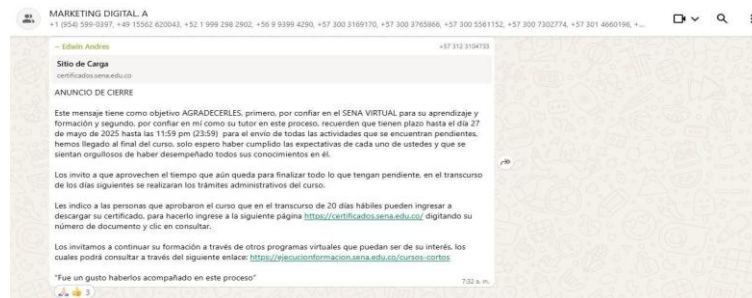 MARKETING DIGITAL. A
+1 (954) 599-0397, +49 15562 620043, +52 1 999 298 2902, +56 9 9399 4290, +57 300 3169170, +57 300 3765866, +57 300 5561152, +57 300 7302774, +57 301 4660196, +...
~ Edwin Andres +57 312 3104733
Sitio de Carga
certificados.sena.edu.co
ANUNCIO DE CIERRE
Este mensaje tiene como objetivo AGRADECERLES, primero, por confiar en el SENA VIRTUAL para su aprendizaje y
formación y segundo, por confiar en mí como su tutor en este proceso, recuerden que tienen plazo hasta el día 27
de mayo de 2025 hasta las 11:59 pm (23:59) para el envío de todas las actividades que se encuentran pendientes,
hemos llegado al final del curso, solo espero haber cumplido las expectativas de cada uno de ustedes y que se
sientan orgullosos de haber desempeñado todos sus conocimientos en él.
Los invito a que aprovechen el tiempo que aún queda para finalizar todo lo que tengan pendiente, en el transcurso
de los días siguientes se realizaran los trámites administrativos del curso.
Les indico a las personas que aprobaron el curso que en el transcurso de 20 días hábiles pueden ingresar a
descargar su certificado, para hacerlo ingrese a la siguiente página https://certificados.sena.edu.co/ digitando su
número de documento y clic en consultar.
Los invitamos a continuar su formación a través de otros programas virtuales que puedan ser de su interés, los
cuales podrá consultar a través del siguiente enlace: https://ejecucionformacion.sena.edu.co/cursos-cortos
"Fue un gusto haberlos acompañado en este proceso"
7:32 a. m.
3